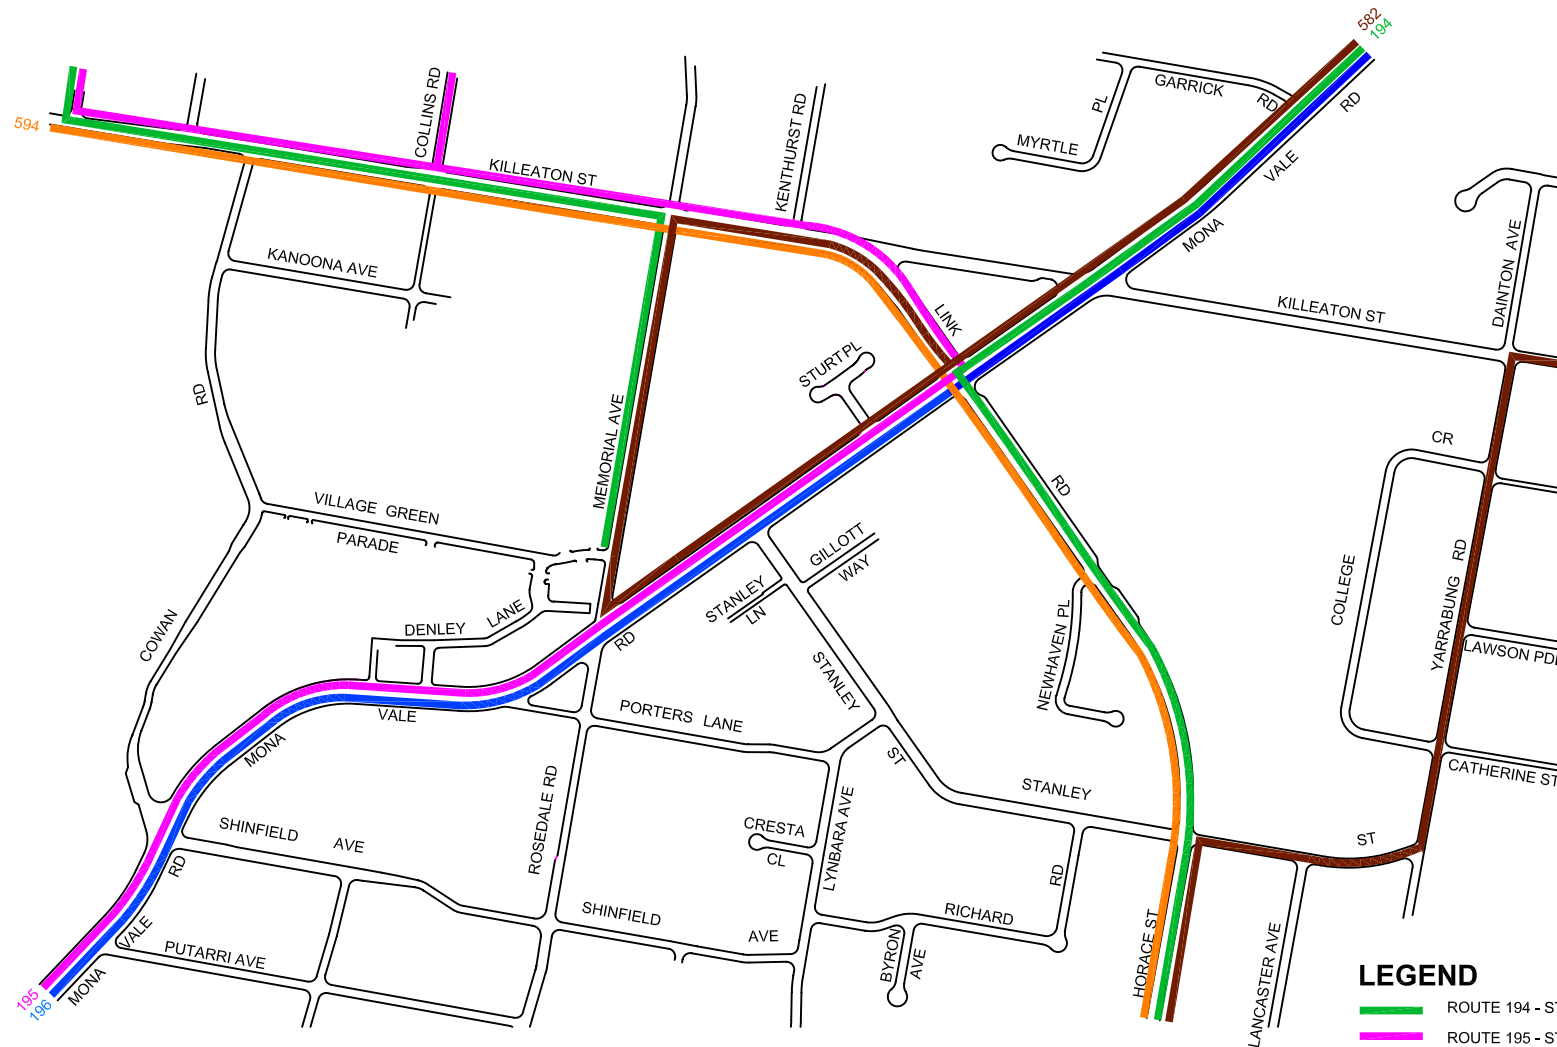 582
194
594
COLLINS RD
GARRICK
RD
PL
MYRTLE
RD
VALE
MONA
KILLEATON ST
KENTHURST RD
KANOONA AVE
KILLEATON ST
DAINTON AVE
LINK
STURT PL
RD
MEMORIAL AVE
CR
RD
VILLAGE GREEN
PARADE
GILLOTT
WAY
STANLEY
LN
COLLEGE
YARRABUNG RD
COWAN
DENLEY LANE
RD
NEWHAVEN PL
LAWSON PDE
STANLEY
ST
PORTERS LANE
VALE
MONA
CATHERINE ST
STANLEY
ST
ROSEDALE RD
CRESTA
CL
LYNBARA AVE
SHINFIELD AVE
RD
RD
RICHARD
SHINFIELD
AVE
BYRON
AVE
HORACE ST
LANCASTER AVE
VALE
PUTARRI AVE
MONA
195
196
LEGEND
ROUTE 194 - ST
ROUTE 195 - ST